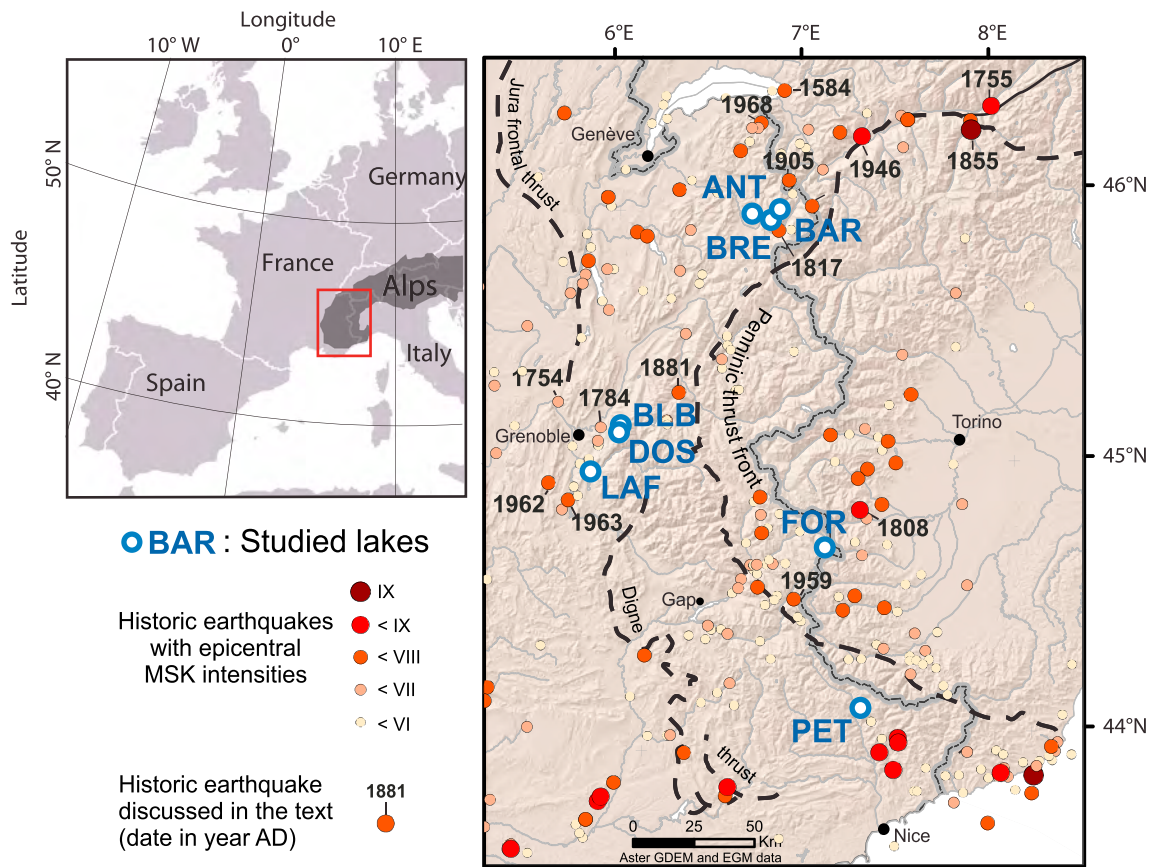 Longitude
10° W
0°
10° E
Latitude
50° N
40° N
Germany
France
Alps
Italy
Spain
BAR : Studied lakes
Historic earthquakes
with epicentral
MSK intensities
IX
< IX
< VIII
< VII
< VI
Historic earthquake
discussed in the text
(date in year AD)
1881
6°E
7°E
8°E
46°N
45°N
44°N
Jura frontal thrust
Genève
1584
1968
1755
1855
1946
1905
ANT
BRE
BAR
1817
Penninic thrust front
1754
1784
1881
Grenoble
BLB
DOS
LAF
1962
1963
Torino
FOR
1808
1959
Gap
Digne
thrust
PET
Nice
0 25 50
Km
Aster GDEM and EGM data